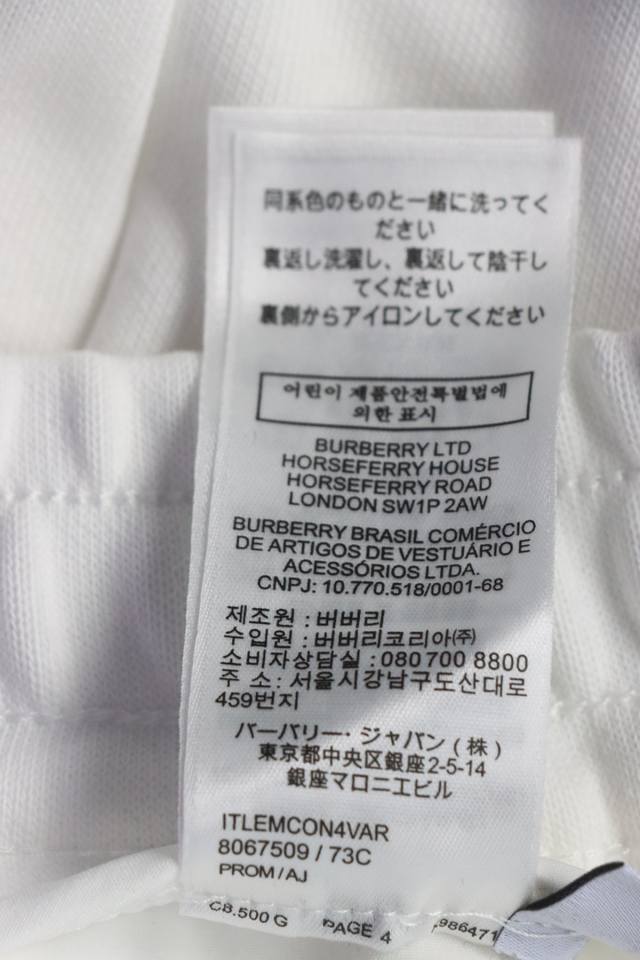 同系色のものと一緒に洗ってく
ださい
裏返し洗濯し、裏返して陰干し
てください
裏側からアイロンしてください
어린이 제품안전특별법에
의한 표시
BURBERRY LTD
HORSEFERRY HOUSE
HORSEFERRY ROAD
LONDON SW1P 2AW
BURBERRY BRASIL COMÉRCIO
DE ARTIGOS DE VESTUÁRIO E
ACESSÓRIOS LTDA.
CNPJ: 10.770.518/0001-68
제조원 : 버버리
수입원 : 버버리코리아㈜
소비자상담실 : 080 700 8800
주 소 : 서울시강남구도산대로
459번지
バーバリー・ジャパン (株)
東京都中央区銀座2-5-14
銀座マロニエビル
ITLEMCON4VAR
8067509 / 73C
PROM / AJ
C8.500 G PAGE 4 986471